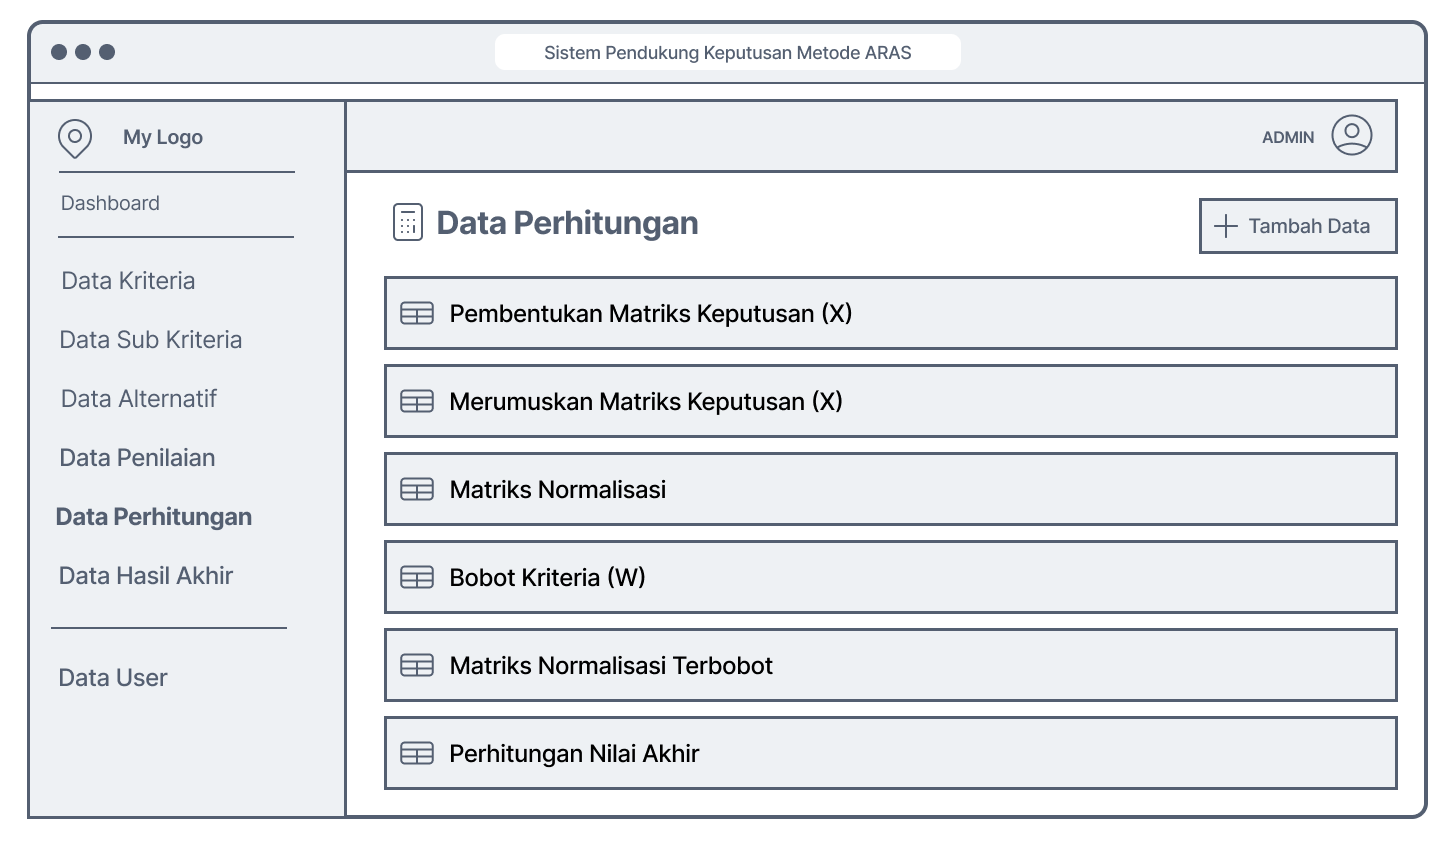 Sistem Pendukung Keputusan Metode ARAS
My Logo
ADMIN
Dashboard
Data Kriteria
Data Sub Kriteria
Data Alternatif
Data Penilaian
Data Perhitungan
Data Hasil Akhir
Data User
Data Perhitungan
Tambah Data
Pembentukan Matriks Keputusan (X)
Merumuskan Matriks Keputusan (X)
Matriks Normalisasi
Bobot Kriteria (W)
Matriks Normalisasi Terbobot
Perhitungan Nilai Akhir